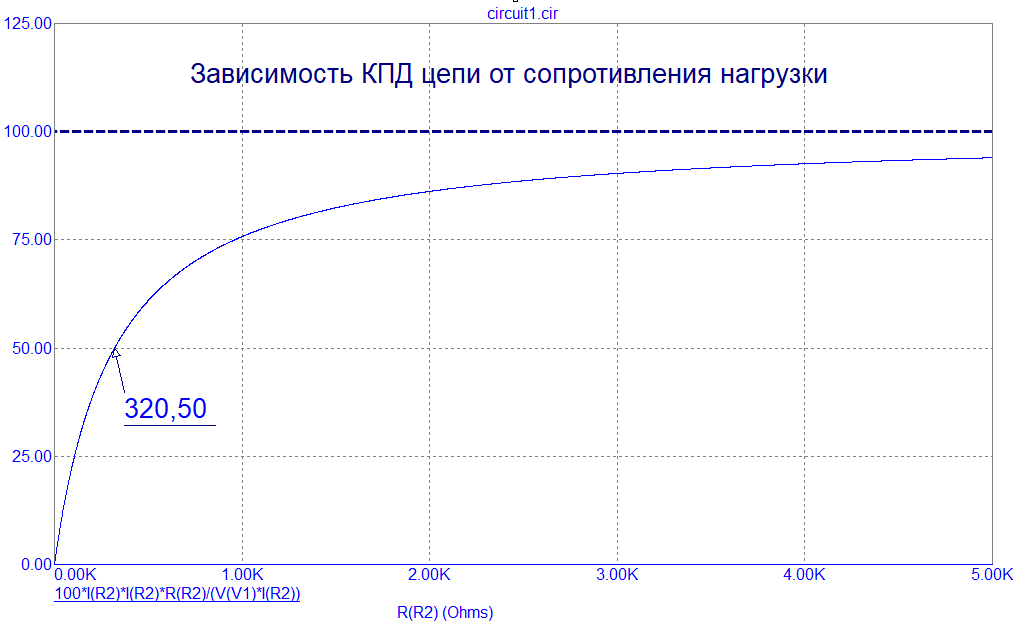 circuit1.cir
125.00
Зависимость КПД цепи от сопротивления нагрузки
100.00
75.00
50.00
320,50
25.00
0.00
0.00K 1.00K 2.00K 3.00K 4.00K 5.00K
100*I(R2)*I(R2)*R(R2)/(V(V1)*I(R2))
R(R2) (Ohms)